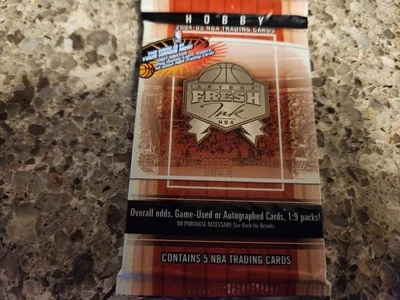 HOBBY
2004-05 NBA TRADING CARDS
FRESH
Ink
NBA
Overall odds, Game-Used or Autographed Cards, 1:9 packs!
NO PURCHASE NECESSARY. See Back for Details.
CONTAINS 5 NBA TRADING CARDS